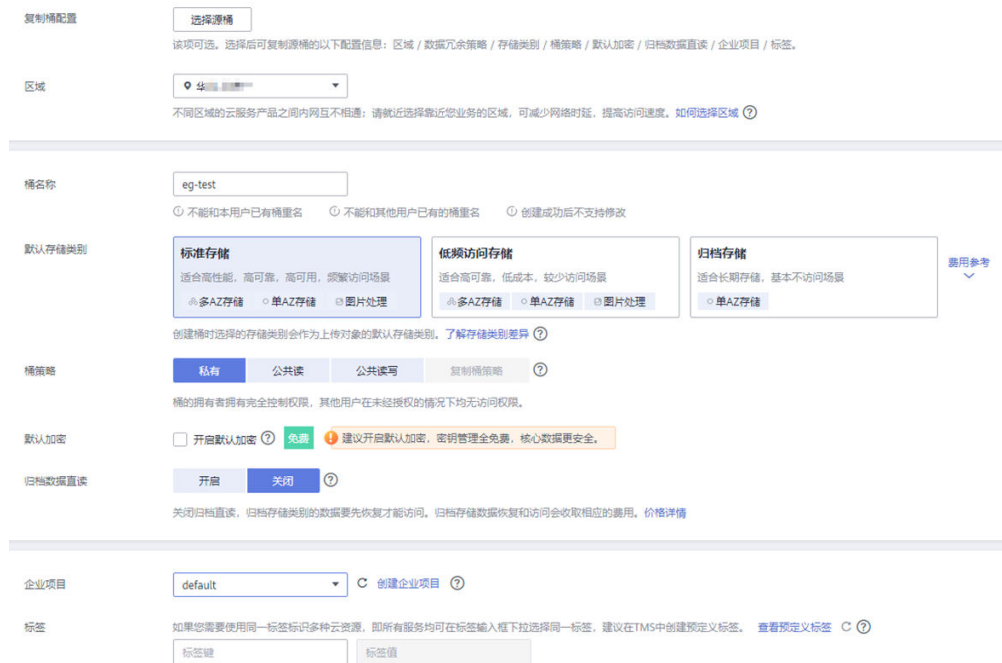 复制桶配置
选择源桶
该项可选。选择后可复制源桶的以下配置信息：区域 / 数据冗余策略 / 存储类别 / 桶策略 / 默认加密 / 归档数据直读 / 企业项目 / 标签。
区域
华
不同区域的云服务产品之间内网互不相通；请就近选择靠近您业务的区域，可减少网络时延，提高访问速度。如何选择区域
桶名称
eg-test
不能和本用户已有桶重名 不能和其他用户已有的桶重名 创建成功后不支持修改
默认存储类别
标准存储
适合高性能，高可靠，高可用，频繁访问场景
多AZ存储 单AZ存储 图片处理
低频访问存储
适合高可靠，低成本，较少访问场景
多AZ存储 单AZ存储 图片处理
归档存储
适合长期存储，基本不访问场景
单AZ存储
费用参考
创建桶时选择的存储类别会作为上传对象的默认存储类别。了解存储类别差异
桶策略
私有 公共读 公共读写 复制桶策略
桶的拥有者拥有完全控制权限，其他用户在未经授权的情况下均无访问权限。
默认加密
开启默认加密 免费 建议开启默认加密，密钥管理全免费，核心数据更安全。
归档数据直读
开启 关闭
关闭归档直读，归档存储类别的数据要先恢复才能访问。归档存储数据恢复和访问会收取相应的费用。价格详情
企业项目
default 创建企业项目
标签
如果您需要使用同一标签标识多种云资源，即所有服务均可在标签输入框下拉选择同一标签，建议在TMS中创建预定义标签。 查看预定义标签
标签键 标签值